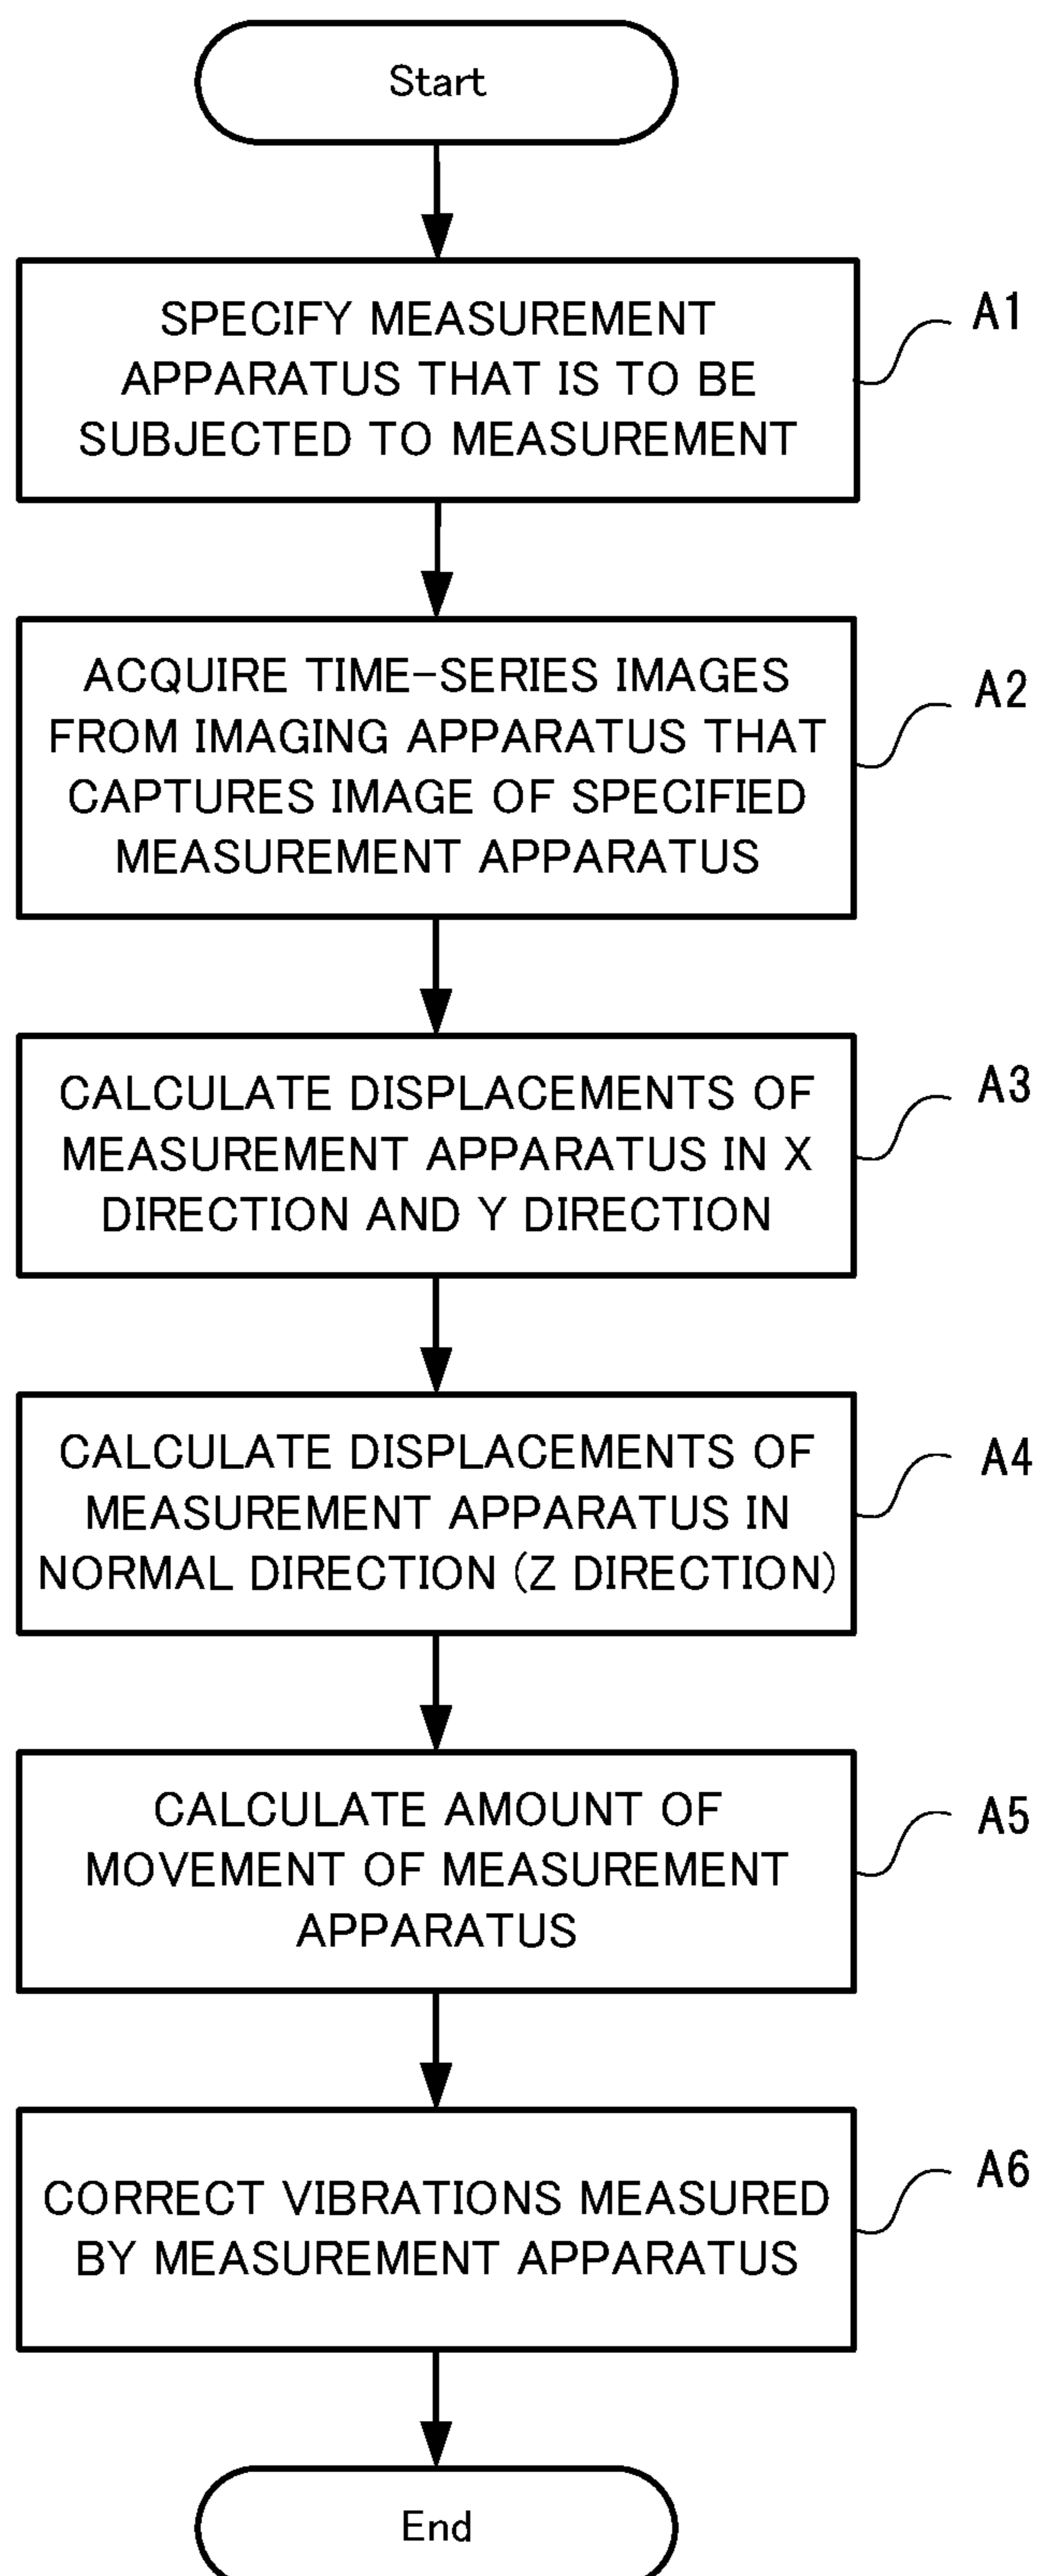 Start
SPECIFY MEASUREMENT
APPARATUS THAT IS TO BE
SUBJECTED TO MEASUREMENT
A1
ACQUIRE TIME-SERIES IMAGES
FROM IMAGING APPARATUS THAT
CAPTURES IMAGE OF SPECIFIED
MEASUREMENT APPARATUS
A2
CALCULATE DISPLACEMENTS OF
MEASUREMENT APPARATUS IN X
DIRECTION AND Y DIRECTION
A3
CALCULATE DISPLACEMENTS OF
MEASUREMENT APPARATUS IN
NORMAL DIRECTION (Z DIRECTION)
A4
CALCULATE AMOUNT OF
MOVEMENT OF MEASUREMENT
APPARATUS
A5
CORRECT VIBRATIONS MEASURED
BY MEASUREMENT APPARATUS
A6
End